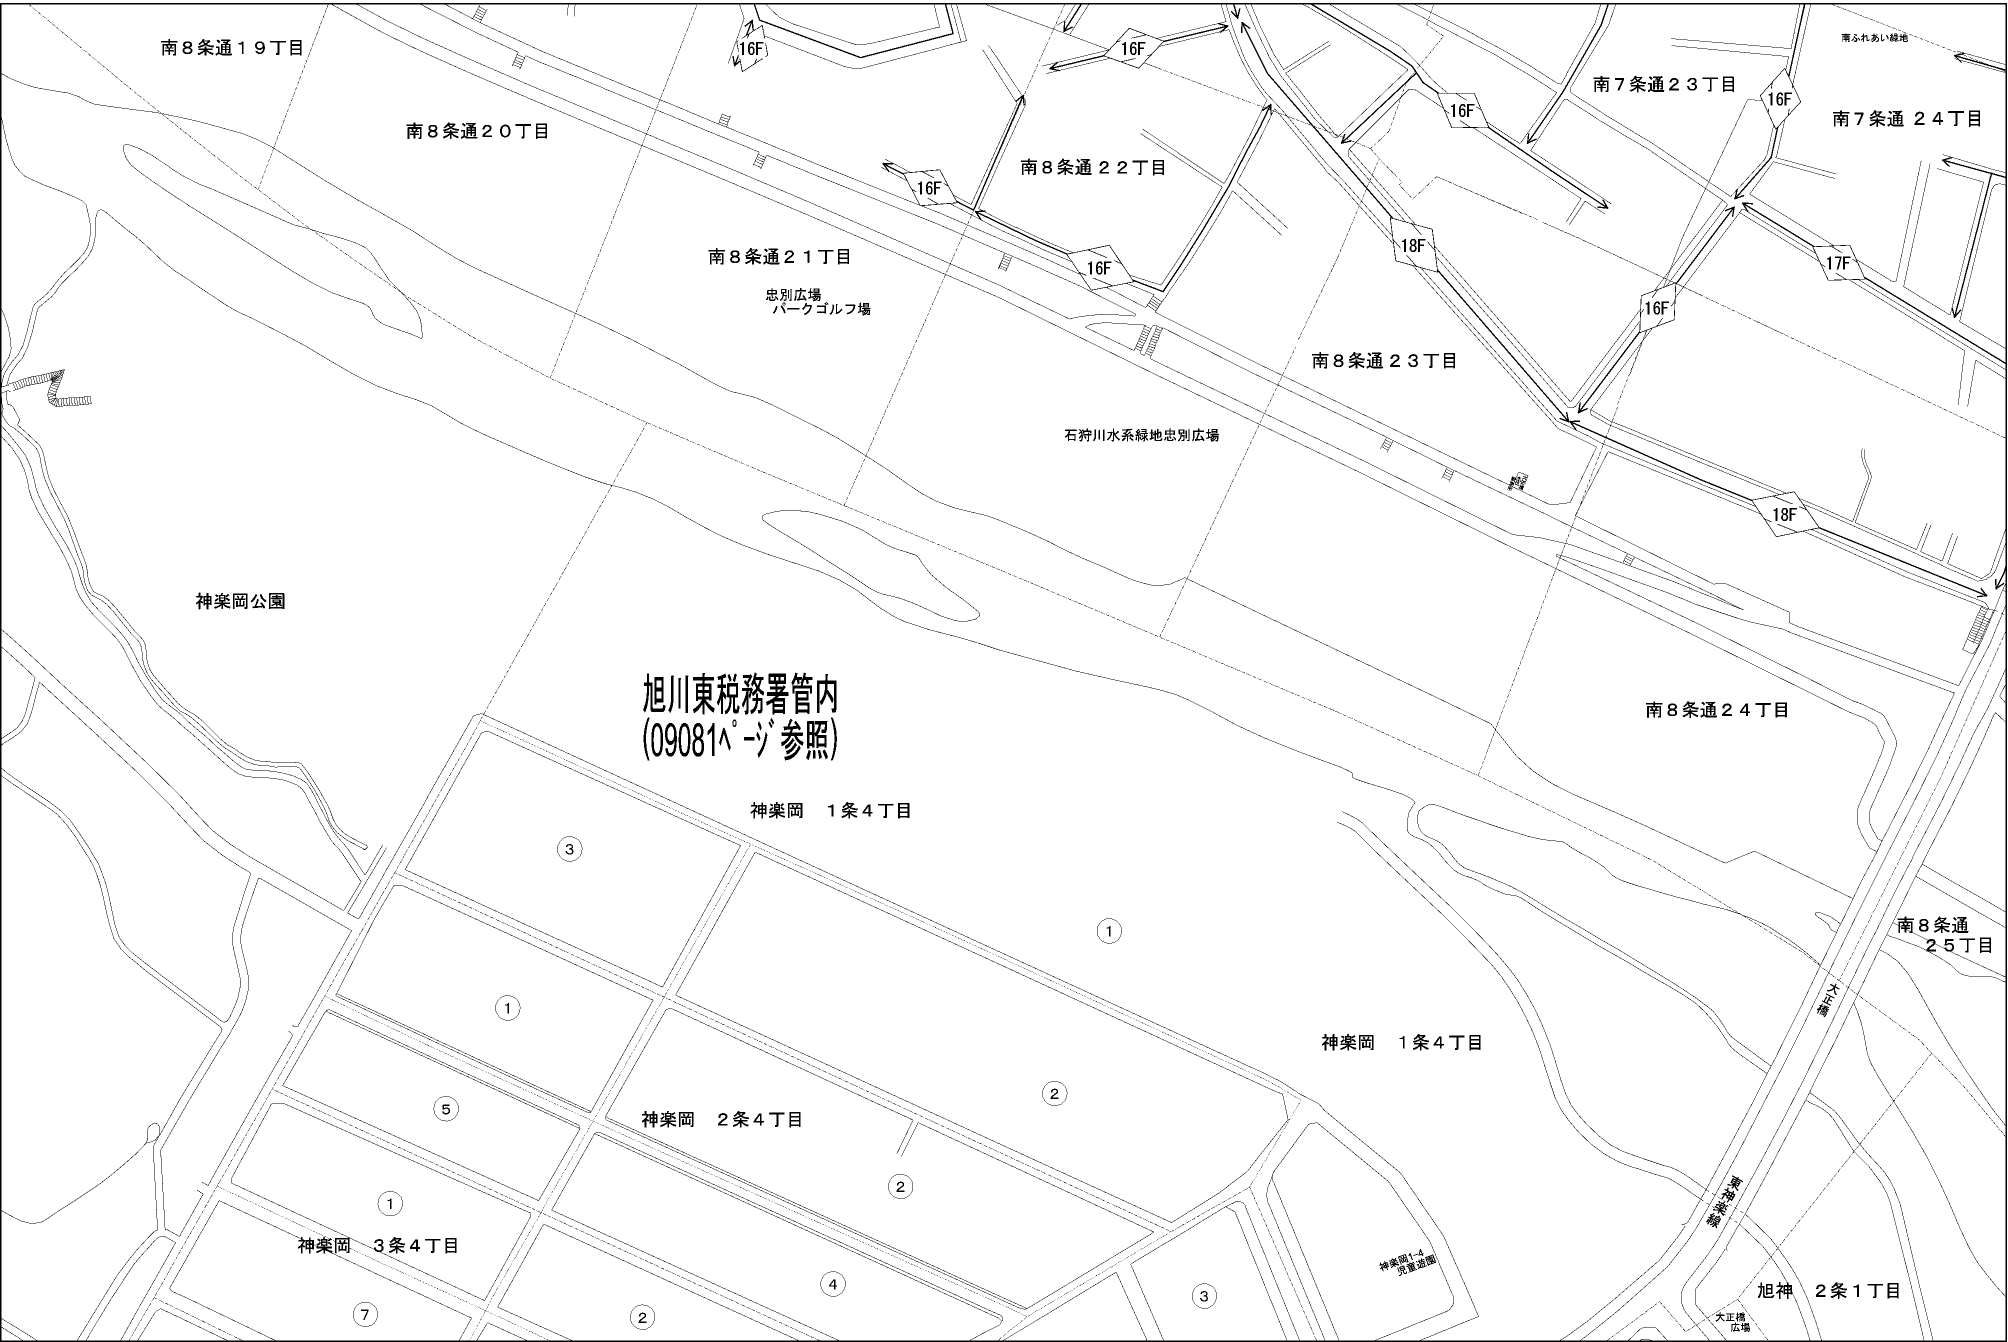 南８条通１９丁目
16F
16F
南ふれあい緑地
南７条通２３丁目
16F
16F
南７条通 ２４丁目
南８条通２０丁目
南８条通２２丁目
16F
18F
南８条通２１丁目
16F
17F
忠別広場
パークゴルフ場
16F
南８条通２３丁目
石狩川水系緑地忠別広場
18F
神楽岡公園
旭川東税務署管内
(09081ﾍﾟｰｼﾞ参照)
南８条通２４丁目
神楽岡　１条４丁目
③
①
南８条通
２５丁目
①
大正橋
神楽岡　１条４丁目
②
⑤
神楽岡　２条４丁目
②
①
東神楽線
神楽岡　３条４丁目
神楽岡1-4
児童遊園
④
③
旭神　２条１丁目
⑦
②
大正橋
広場